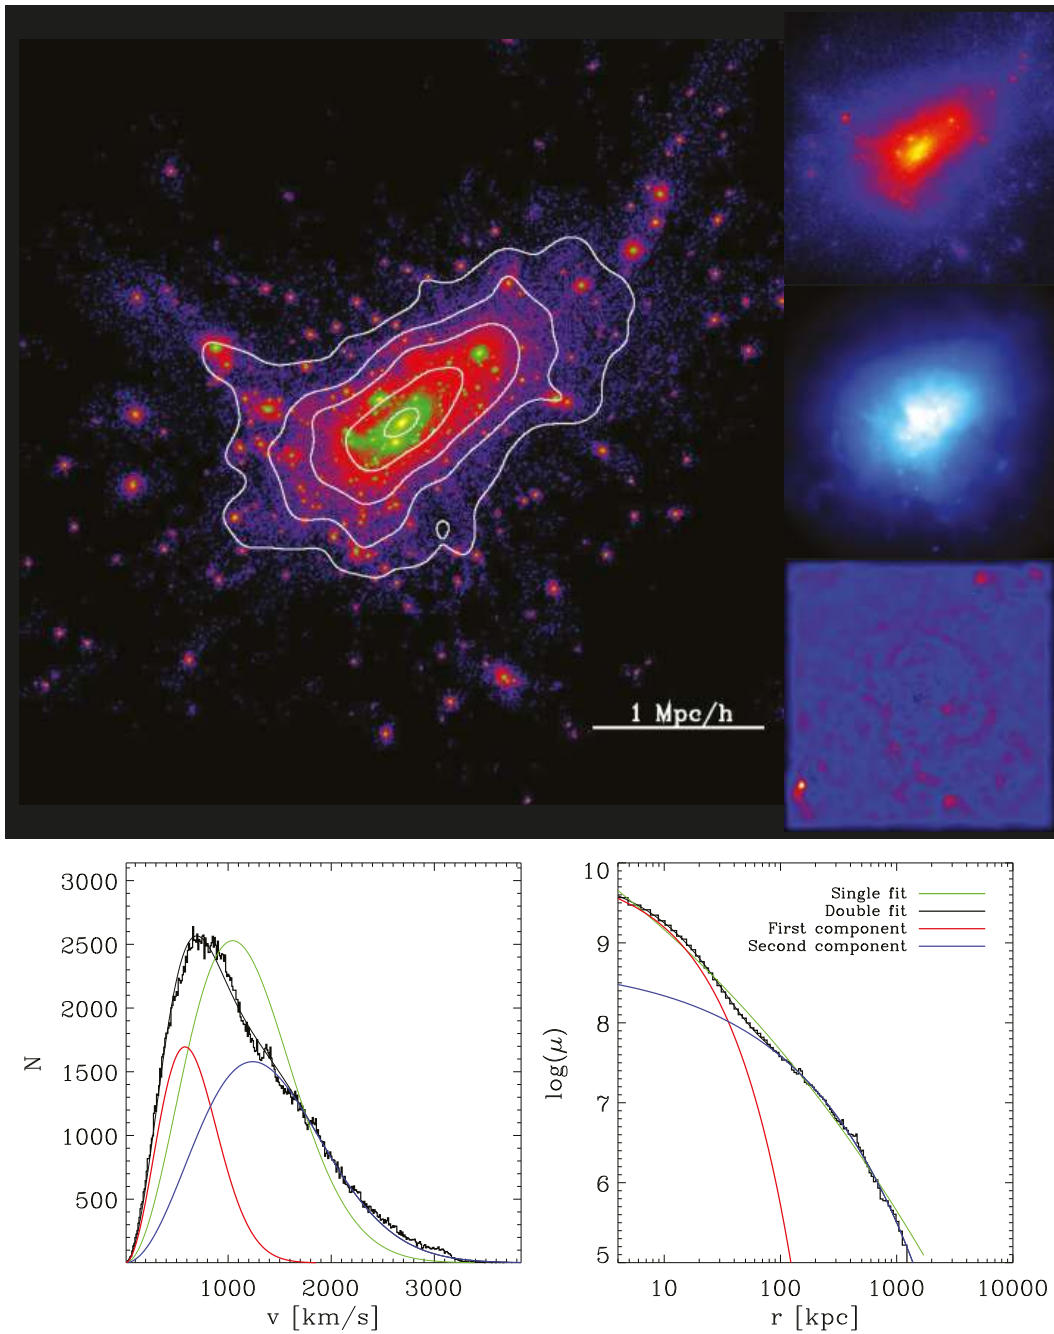 1 Mpc/h
3000
2500
2000
1500
1000
500
N
1000 2000 3000
v [km/s]
10
9
8
7
6
5
log(μ)
Single fit
Double fit
First component
Second component
10 100 1000 10000
r [kpc]